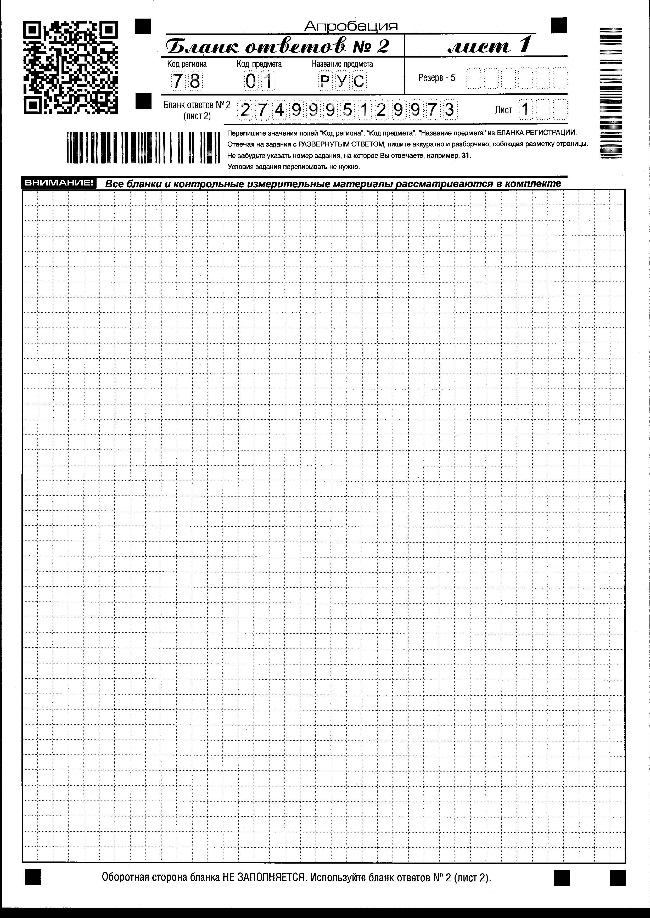 Апробация
Бланк ответов № 2 лист 1
Код региона Код предмета Название предмета
78 01 РУС Резерв - 5
Бланк ответов № 2 (лист 2) 2749995129973 Лист 1
Перепишите значения полей "Код региона", "Код предмета", "Название предмета" из БЛАНКА РЕГИСТРАЦИИ.
Отвечая на задания с РАЗВЕРНУТЫМ ОТВЕТОМ, пишите аккуратно и разборчиво, соблюдая разметку страницы.
Не забудьте указать номер задания, на которое Вы отвечаете, например, 31.
Условия задания переписывать не нужно.
ВНИМАНИЕ! Все бланки и контрольные измерительные материалы рассматриваются в комплекте
Оборотная сторона бланка НЕ ЗАПОЛНЯЕТСЯ. Используйте бланк ответов № 2 (лист 2).